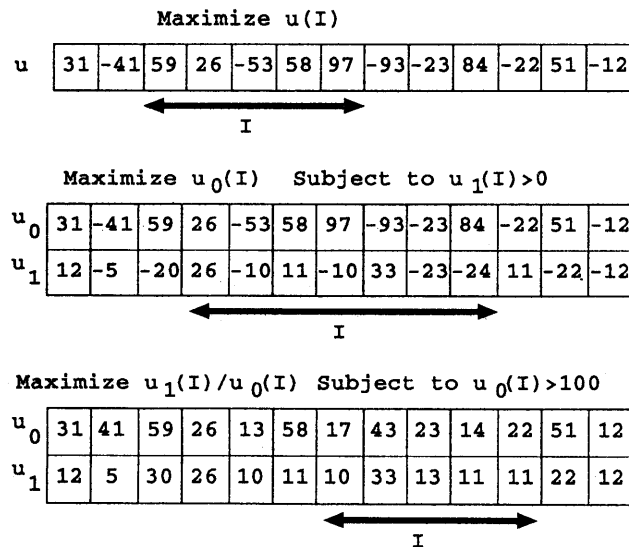 Maximize u(I)
u 31 -41 59 26 -53 58 97 -93 -23 84 -22 51 -12
I
Maximize u0(I) Subject to u1(I)>0
u0 31 -41 59 26 -53 58 97 -93 -23 84 -22 51 -12
u1 12 -5 -20 26 -10 11 -10 33 -23 -24 11 -22 -12
I
Maximize u1(I)/u0(I) Subject to u0(I)>100
u0 31 41 59 26 13 58 17 43 23 14 22 51 12
u1 12 5 30 26 10 11 10 33 13 11 11 22 12
I